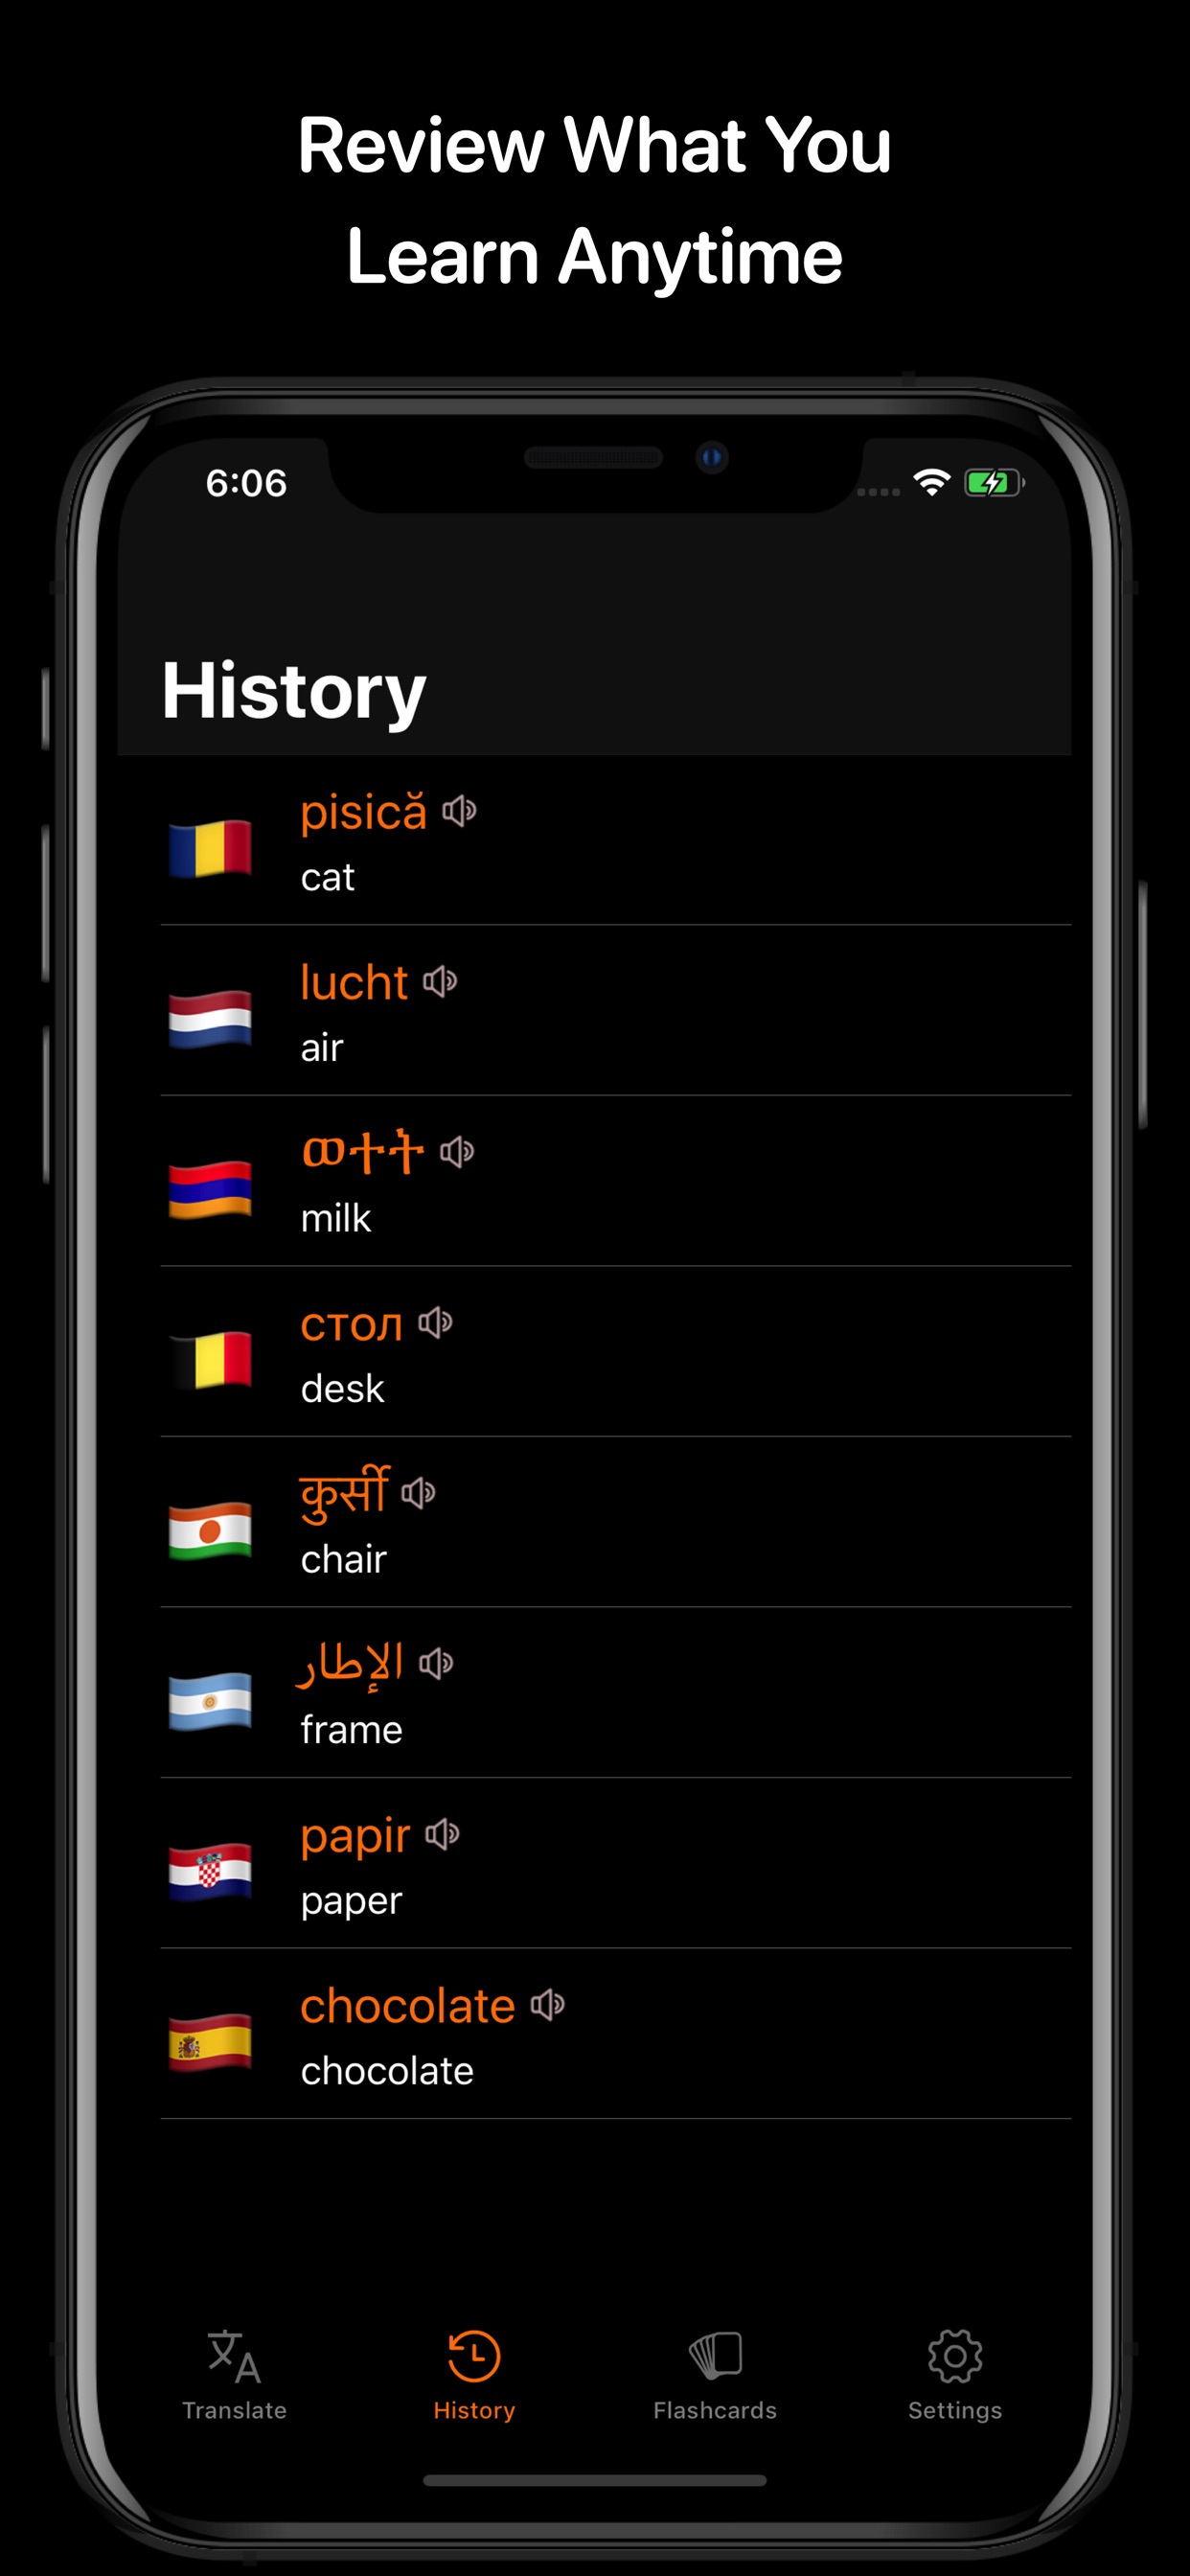 Review What You
Learn Anytime
6:06
History
pisică
cat
lucht
air
ወተት
milk
стол
desk
कुर्सी
chair
الإطار
frame
papir
paper
chocolate
chocolate
Translate
History
Flashcards
Settings